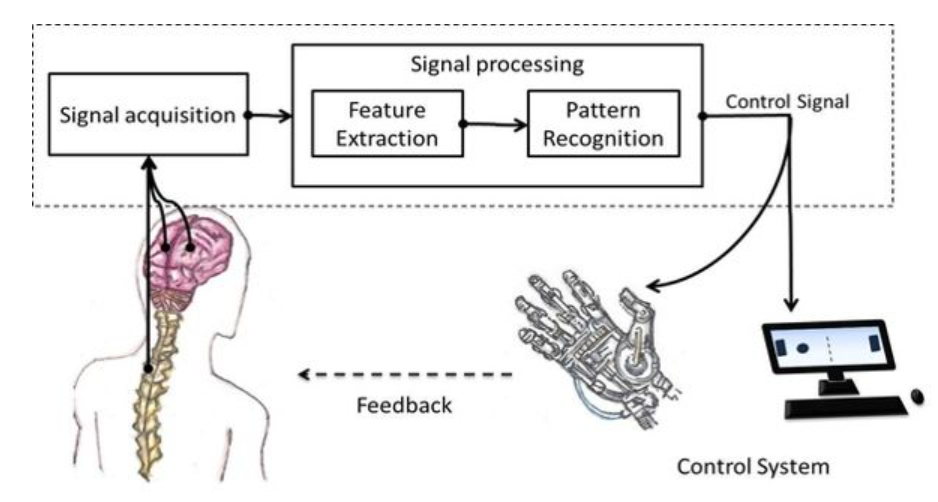 Signal processing
Signal acquisition
Feature
Extraction
Pattern
Recognition
Control Signal
Feedback
Control System